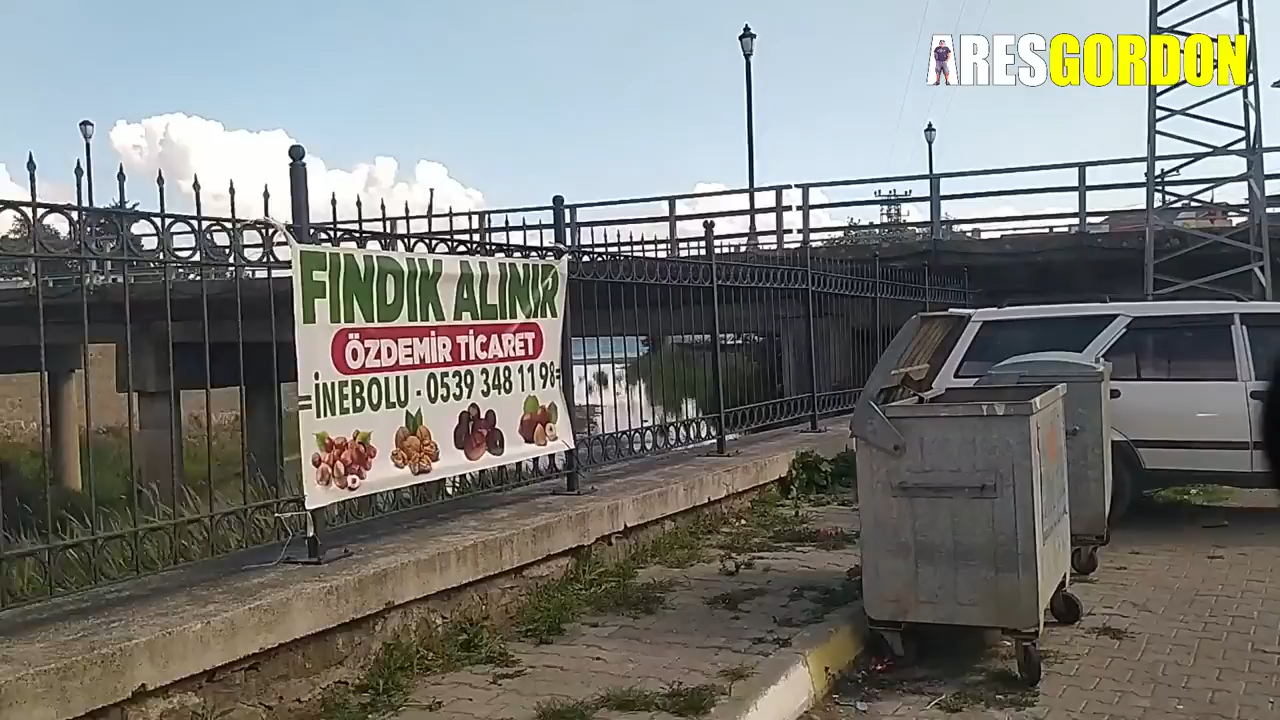 ARESGORDON
FINDIK ALINIR
ÖZDEMİR TİCARET
=İNEBOLU - 0539 348 11 98=